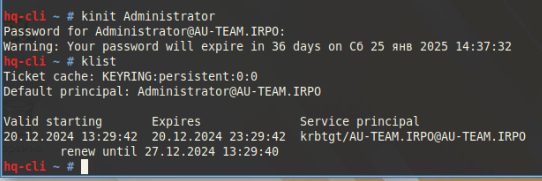 hq-cli ~ # kinit Administrator
Password for Administrator@AU-TEAM.IRPO:
Warning: Your password will expire in 36 days on Сб 25 янв 2025 14:37:32
hq-cli ~ # klist
Ticket cache: KEYRING:persistent:0:0
Default principal: Administrator@AU-TEAM.IRPO
Valid starting Expires Service principal
20.12.2024 13:29:42 20.12.2024 23:29:42 krbtgt/AU-TEAM.IRPO@AU-TEAM.IRPO
renew until 27.12.2024 13:29:40
hq-cli ~ #